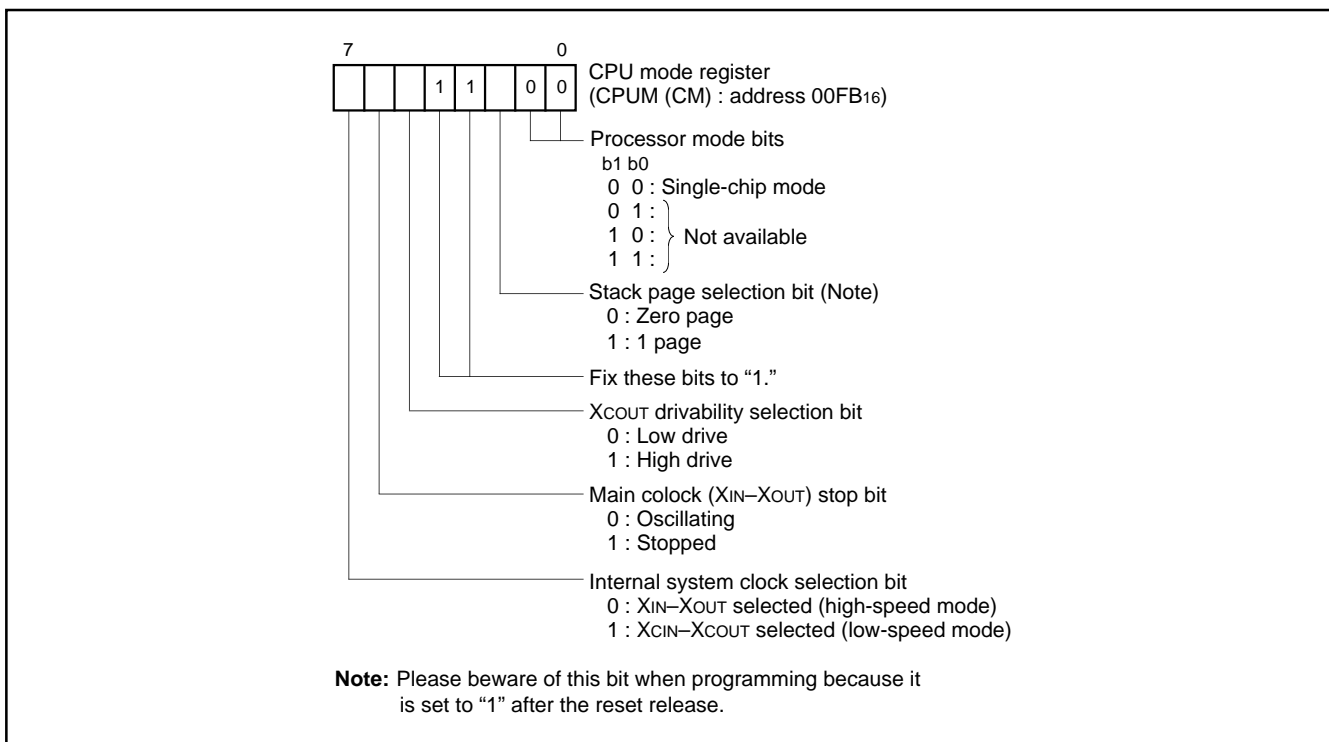 7 0
1 1 0 0
CPU mode register
(CPUM (CM) : address 00FB16)
Processor mode bits
b1 b0
0 0 : Single-chip mode
0 1 :
1 0 : Not available
1 1 :
Stack page selection bit (Note)
0 : Zero page
1 : 1 page
Fix these bits to “1.”
XCOUT drivability selection bit
0 : Low drive
1 : High drive
Main colock (XIN–XOUT) stop bit
0 : Oscillating
1 : Stopped
Internal system clock selection bit
0 : XIN–XOUT selected (high-speed mode)
1 : XCIN–XCOUT selected (low-speed mode)
Note: Please beware of this bit when programming because it
is set to “1” after the reset release.